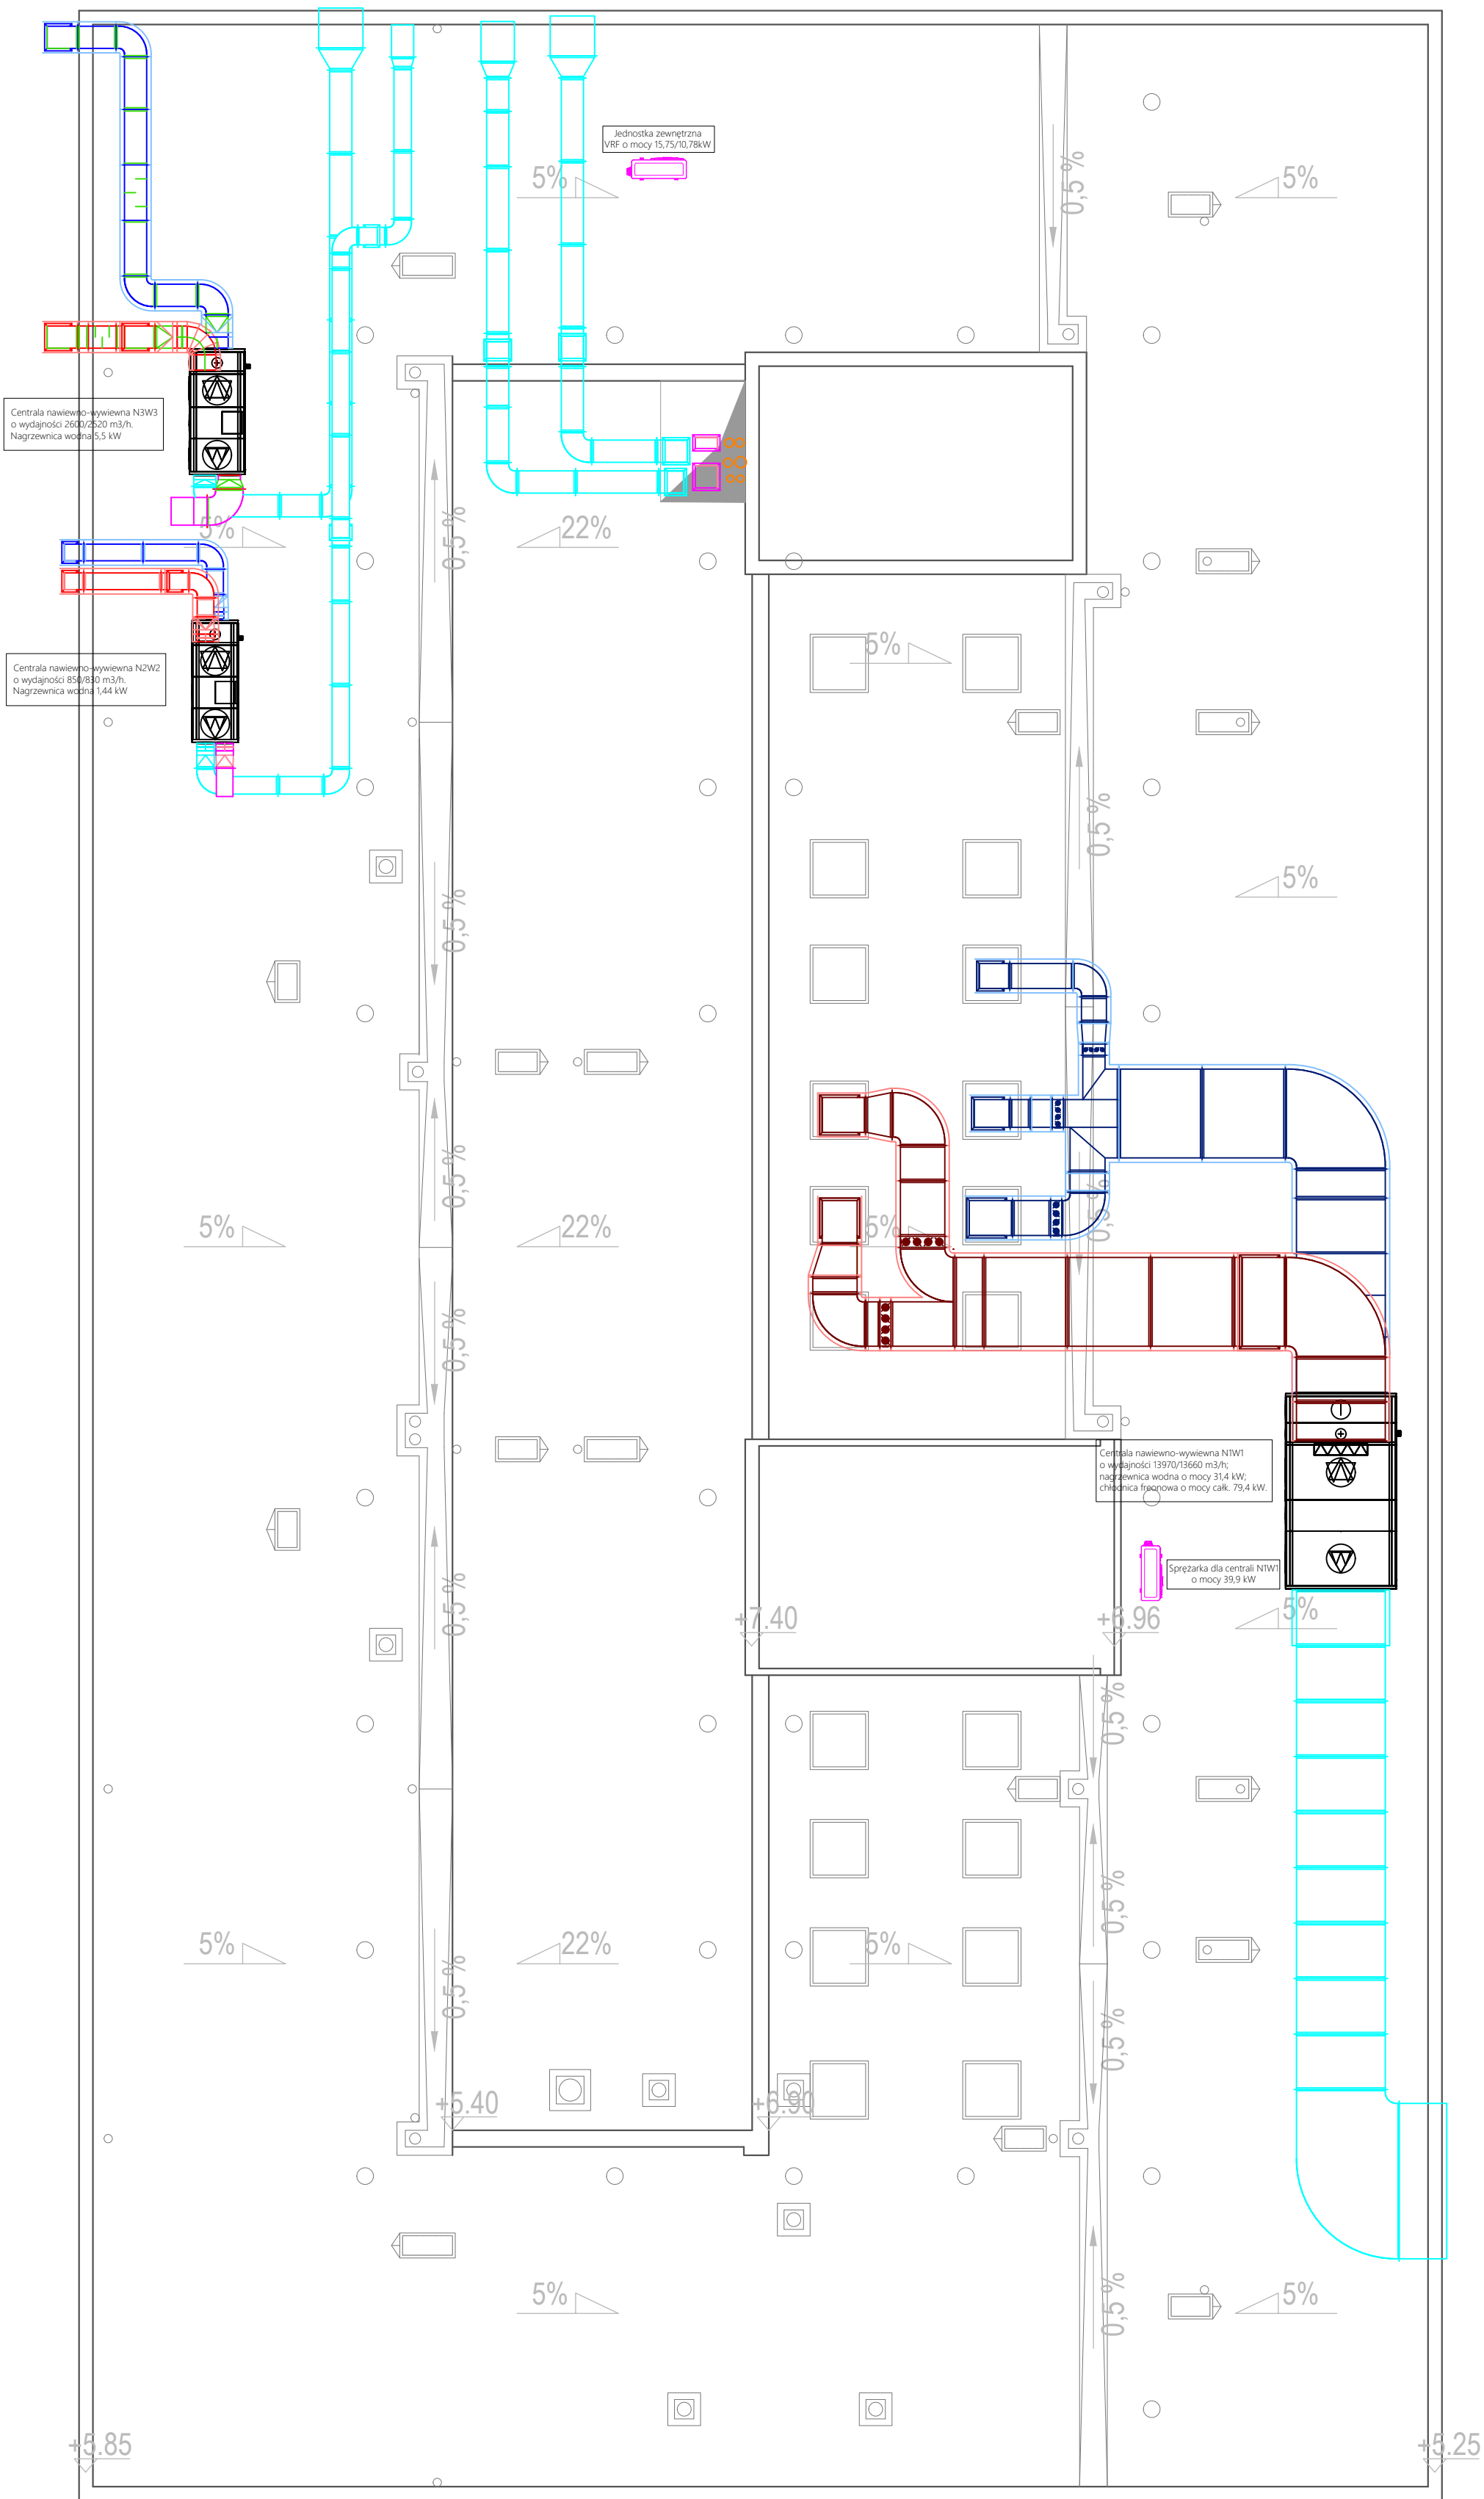 Jednostka zewnętrzna
VRF o mocy 15,75/10,78kW
5%
0,5 %
5%
Centrala nawiewno-wywiewna N3W3
o wydajności 2600/2520 m3/h.
Nagrzewnica wodna 5,5 kW
5%
0,5 %
22%
Centrala nawiewno-wywiewna N2W2
o wydajności 850/830 m3/h.
Nagrzewnica wodna 1,44 kW
5%
0,5 %
5%
0,5 %
0,5 %
0,5 %
5%
22%
5%
0,5 %
Centrala nawiewno-wywiewna N1W1
o wydajności 13970/13660 m3/h;
nagrzewnica wodna o mocy 31,4 kW;
chłodnica freonowa o mocy całk. 79,4 kW.
Sprężarka dla centrali N1W1
o mocy 39,9 kW
0,5 %
+7.40
+6.96
5%
0,5 %
0,5 %
5%
22%
5%
0,5 %
0,5 %
+5.40
+6.90
5%
0,5 %
5%
+5.85
+5.25